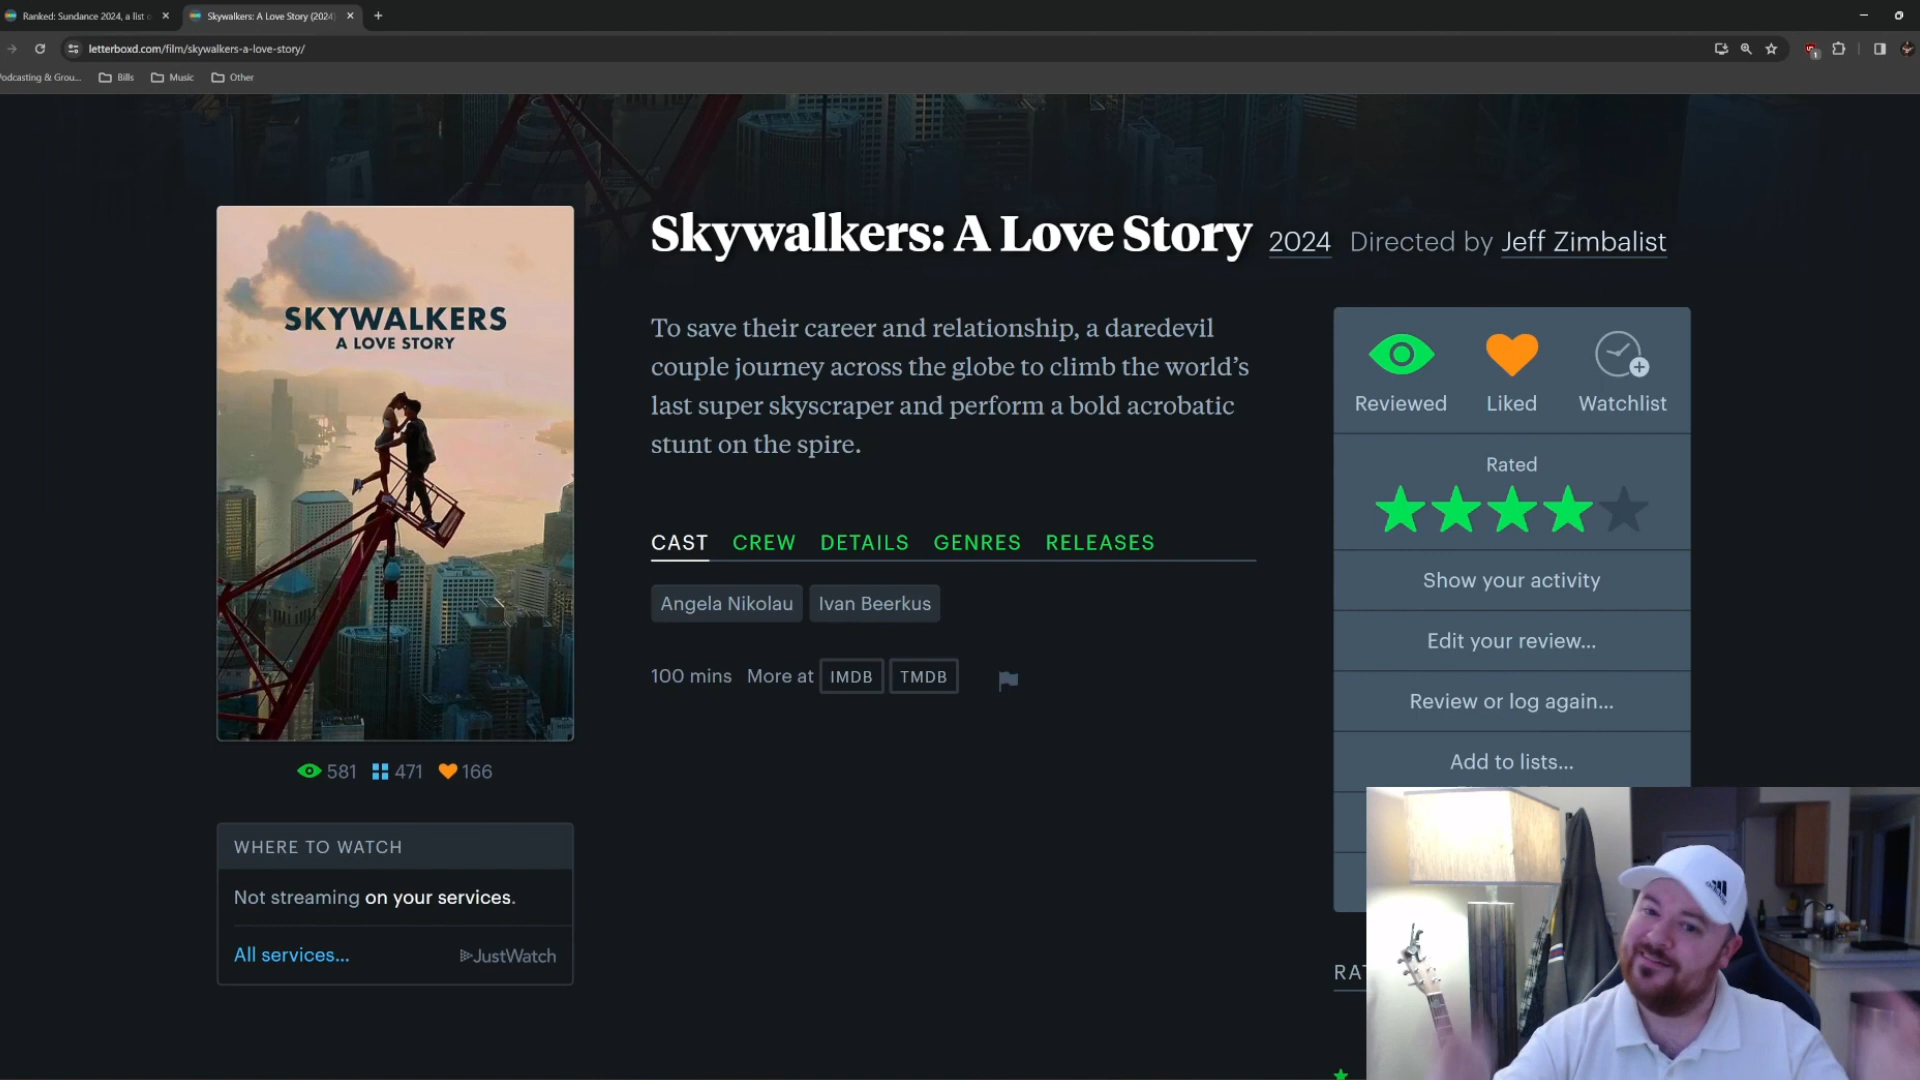 Ranked: Sundance 2024, a list o
Skywalkers: A Love Story (2024)
letterboxd.com/film/skywalkers-a-love-story/
1
Podcasting & Grou...
Bills
Music
Other
SKYWALKERS
A LOVE STORY
Skywalkers: A Love Story 2024 Directed by Jeff Zimbalist
To save their career and relationship, a daredevil
couple journey across the globe to climb the world’s
last super skyscraper and perform a bold acrobatic
stunt on the spire.
CAST CREW DETAILS GENRES RELEASES
Angela Nikolau Ivan Beerkus
100 mins More at IMDB TMDB
581 471 166
WHERE TO WATCH
Not streaming on your services.
All services...
JustWatch
Reviewed Liked Watchlist
Rated
Show your activity
Edit your review...
Review or log again...
Add to lists...
RAT